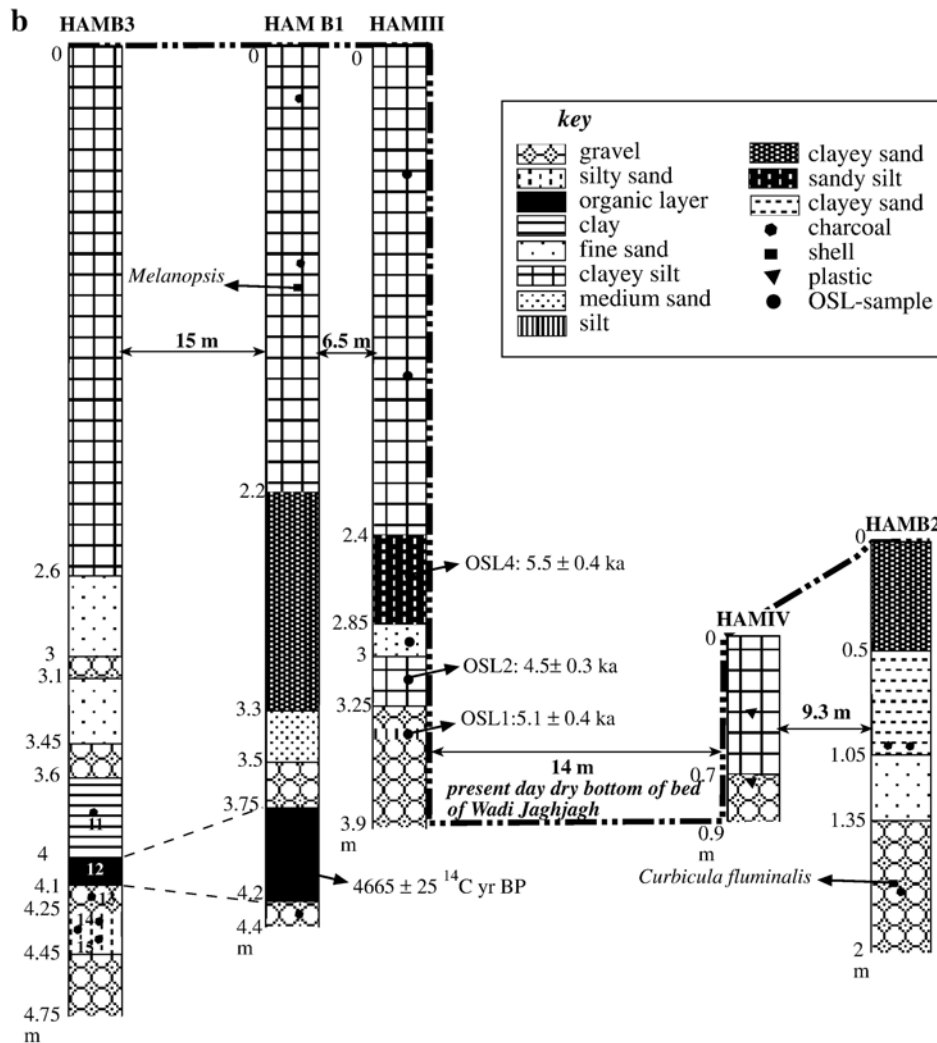 b
HAMB3
HAM B1
HAMIII
0
0
0
key
gravel
silty sand
organic layer
clay
fine sand
clayey silt
medium sand
silt
clayey sand
sandy silt
clayey sand
charcoal
shell
plastic
OSL-sample
Melanopsis
15 m
6.5 m
2.2
2.4
2.6
2.85
3
3
3.1
3.25
3.3
3.45
3.5
3.6
3.75
3.9
m
4
4.1
4.2
4.25
4.4
m
4.45
4.75
m
11
12
13
14
15
OSL4: 5.5 ± 0.4 ka
OSL2: 4.5± 0.3 ka
OSL1:5.1 ± 0.4 ka
14 m
present day dry bottom of bed
of Wadi Jaghjagh
4665 ± 25 ¹⁴C yr BP
HAMIV
0
0.7
0.9
m
9.3 m
HAMB2
0
0.5
1.05
1.35
2
m
Curbicula fluminalis